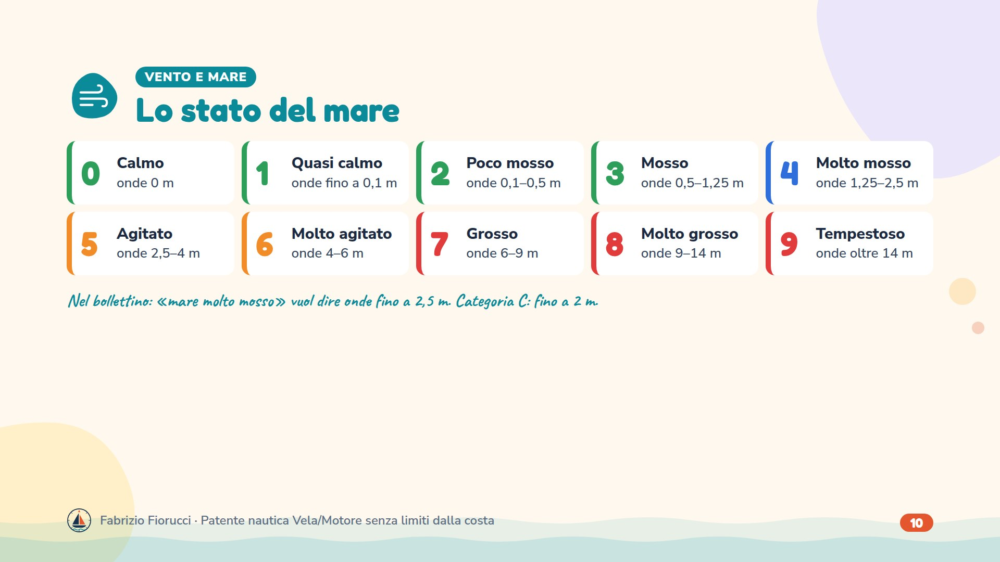 VENTO E MARE
Lo stato del mare
0 Calmo
onde 0 m
1 Quasi calmo
onde fino a 0,1 m
2 Poco mosso
onde 0,1–0,5 m
3 Mosso
onde 0,5–1,25 m
4 Molto mosso
onde 1,25–2,5 m
5 Agitato
onde 2,5–4 m
6 Molto agitato
onde 4–6 m
7 Grosso
onde 6–9 m
8 Molto grosso
onde 9–14 m
9 Tempestoso
onde oltre 14 m
Nel bollettino: «mare molto mosso» vuol dire onde fino a 2,5 m. Categoria C: fino a 2 m.
Fabrizio Fiorucci · Patente nautica Vela/Motore senza limiti dalla costa
10